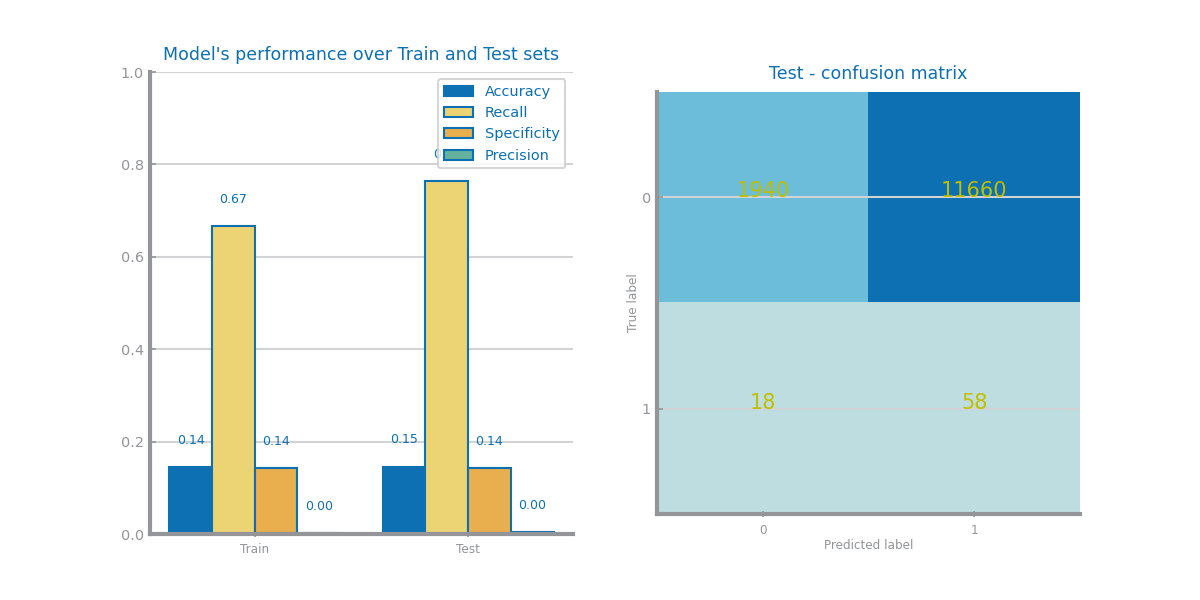 Model's performance over Train and Test sets
1.0
0.8
0.6
0.4
0.2
0.0
Accuracy
Recall
Specificity
Precision
0.14
0.67
0.14
0.00
0.15
0.14
0.00
Train
Test
Test - confusion matrix
True label
0
1
1940
11660
18
58
0
1
Predicted label